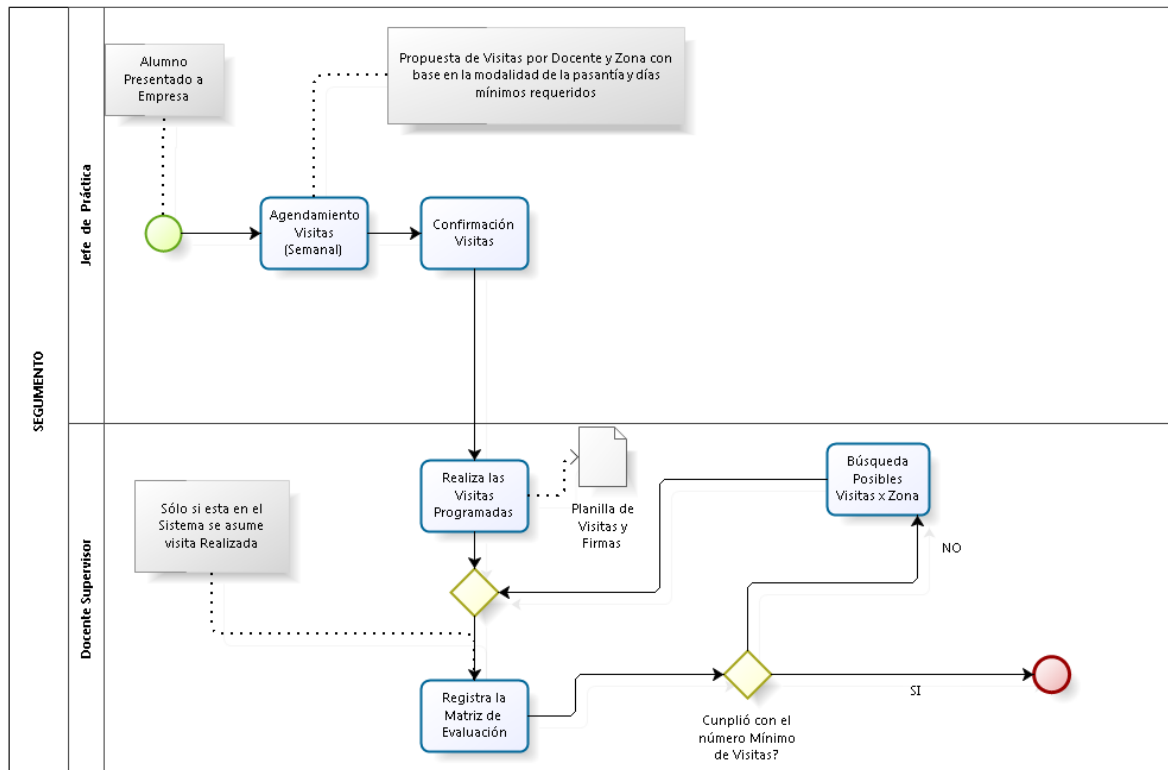 SEGUMENTO
Jefe de Práctica
Alumno
Presentado a
Empresa
Propuesta de Visitas por Docente y Zona con
base en la modalidad de la pasantía y días
mínimos requeridos
Agendamiento
Visitas
(Semanal)
Confirmación
Visitas
Docente Supervisor
Sólo si esta en el
Sistema se asume
visita Realizada
Realiza las
Visitas
Programadas
Planilla de
Visitas y
Firmas
Búsqueda
Posibles
Visitas x Zona
NO
SI
Registra la
Matriz de
Evaluación
Cunplió con el
número Mínimo
de Visitas?